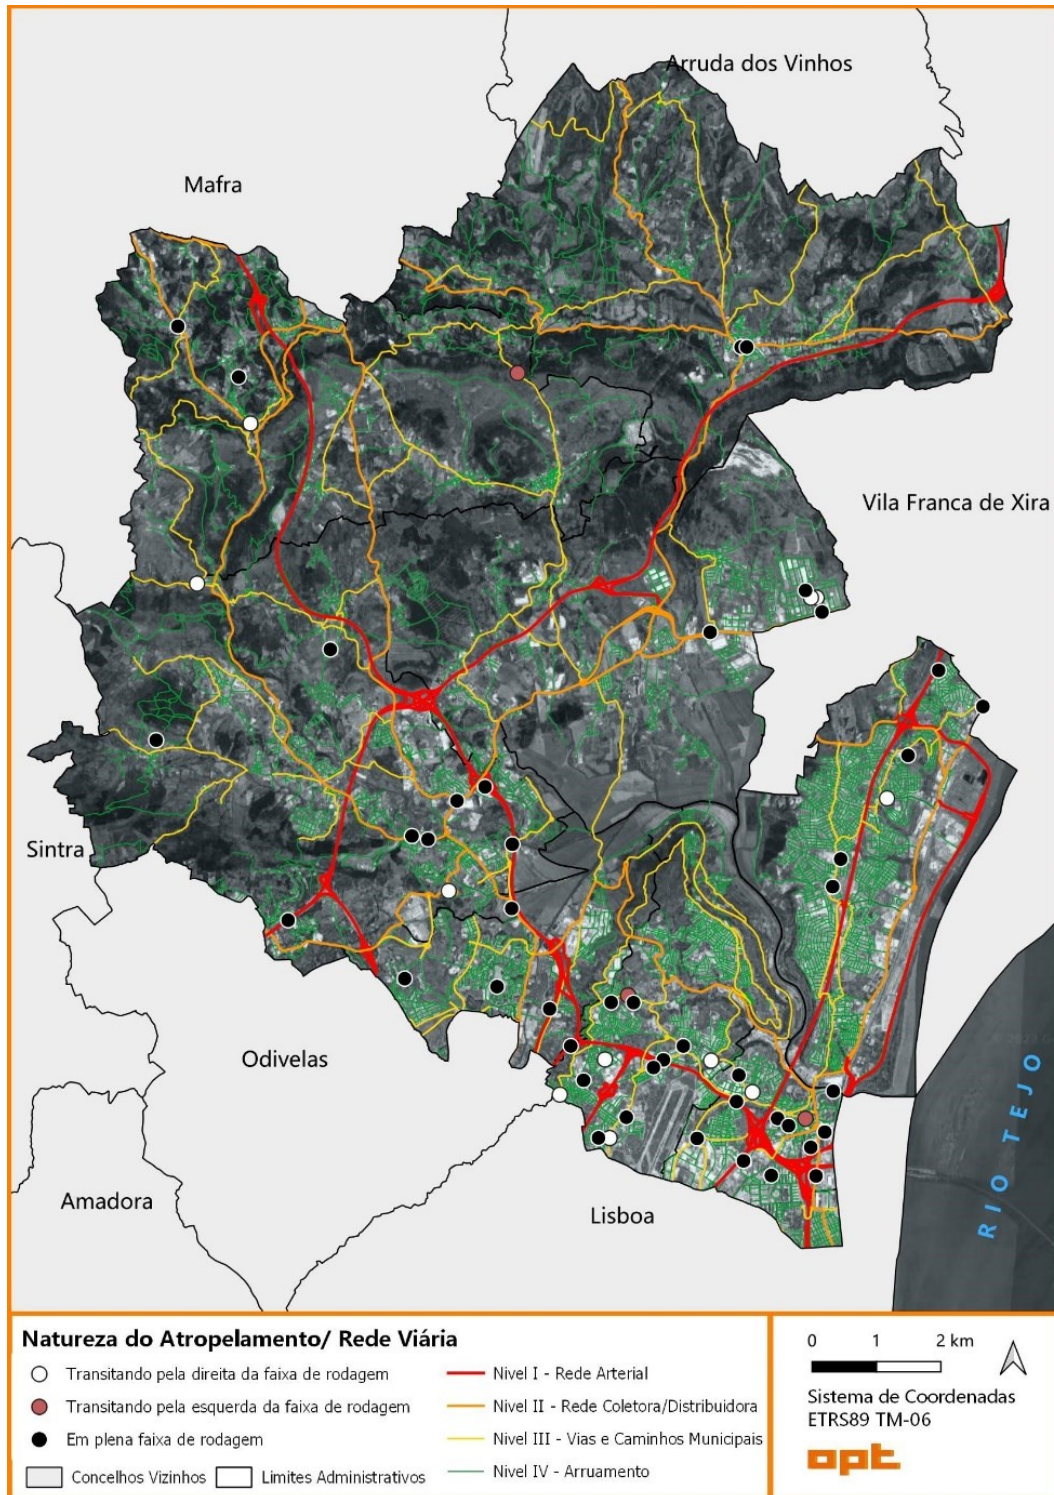 Arruda dos Vinhos
Mafra
Vila Franca de Xira
Sintra
Odivelas
Amadora
Lisboa
RIO TEJO
Natureza do Atropelamento/ Rede Viária
Transitando pela direita da faixa de rodagem
Transitando pela esquerda da faixa de rodagem
Em plena faixa de rodagem
Concelhos Vizinhos
Limites Administrativos
Nivel I - Rede Arterial
Nivel II - Rede Coletora/Distribuidora
Nivel III - Vias e Caminhos Municipais
Nivel IV - Arruamento
0 1 2 km
Sistema de Coordenadas
ETRS89 TM-06
opt